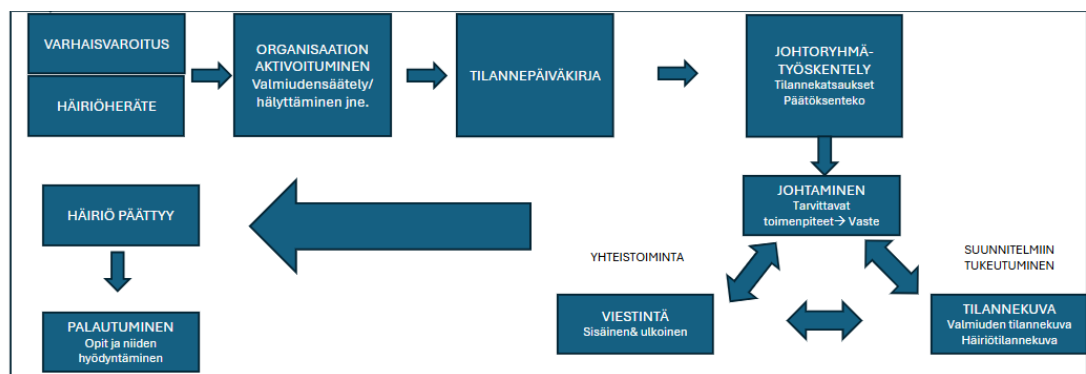 VARHAISVAROITUS
HÄIRIÖHERÄTE
ORGANISAATION
AKTIVOITUMINEN
Valmiudensäätely/
hälyttäminen jne.
TILANNEPÄIVÄKIRJA
JOHTORYHMÄ-
TYÖSKENTELY
Tilannekatsaukset
Päätöksenteko
JOHTAMINEN
Tarvittavat
toimenpiteet→ Vaste
HÄIRIÖ PÄÄTTYY
YHTEISTOIMINTA
SUUNNITELMIIN
TUKEUTUMINEN
VIESTINTÄ
Sisäinen& ulkoinen
TILANNEKUVA
Valmiuden tilannekuva
Häiriötilannekuva
PALAUTUMINEN
Opit ja niiden
hyödyntäminen